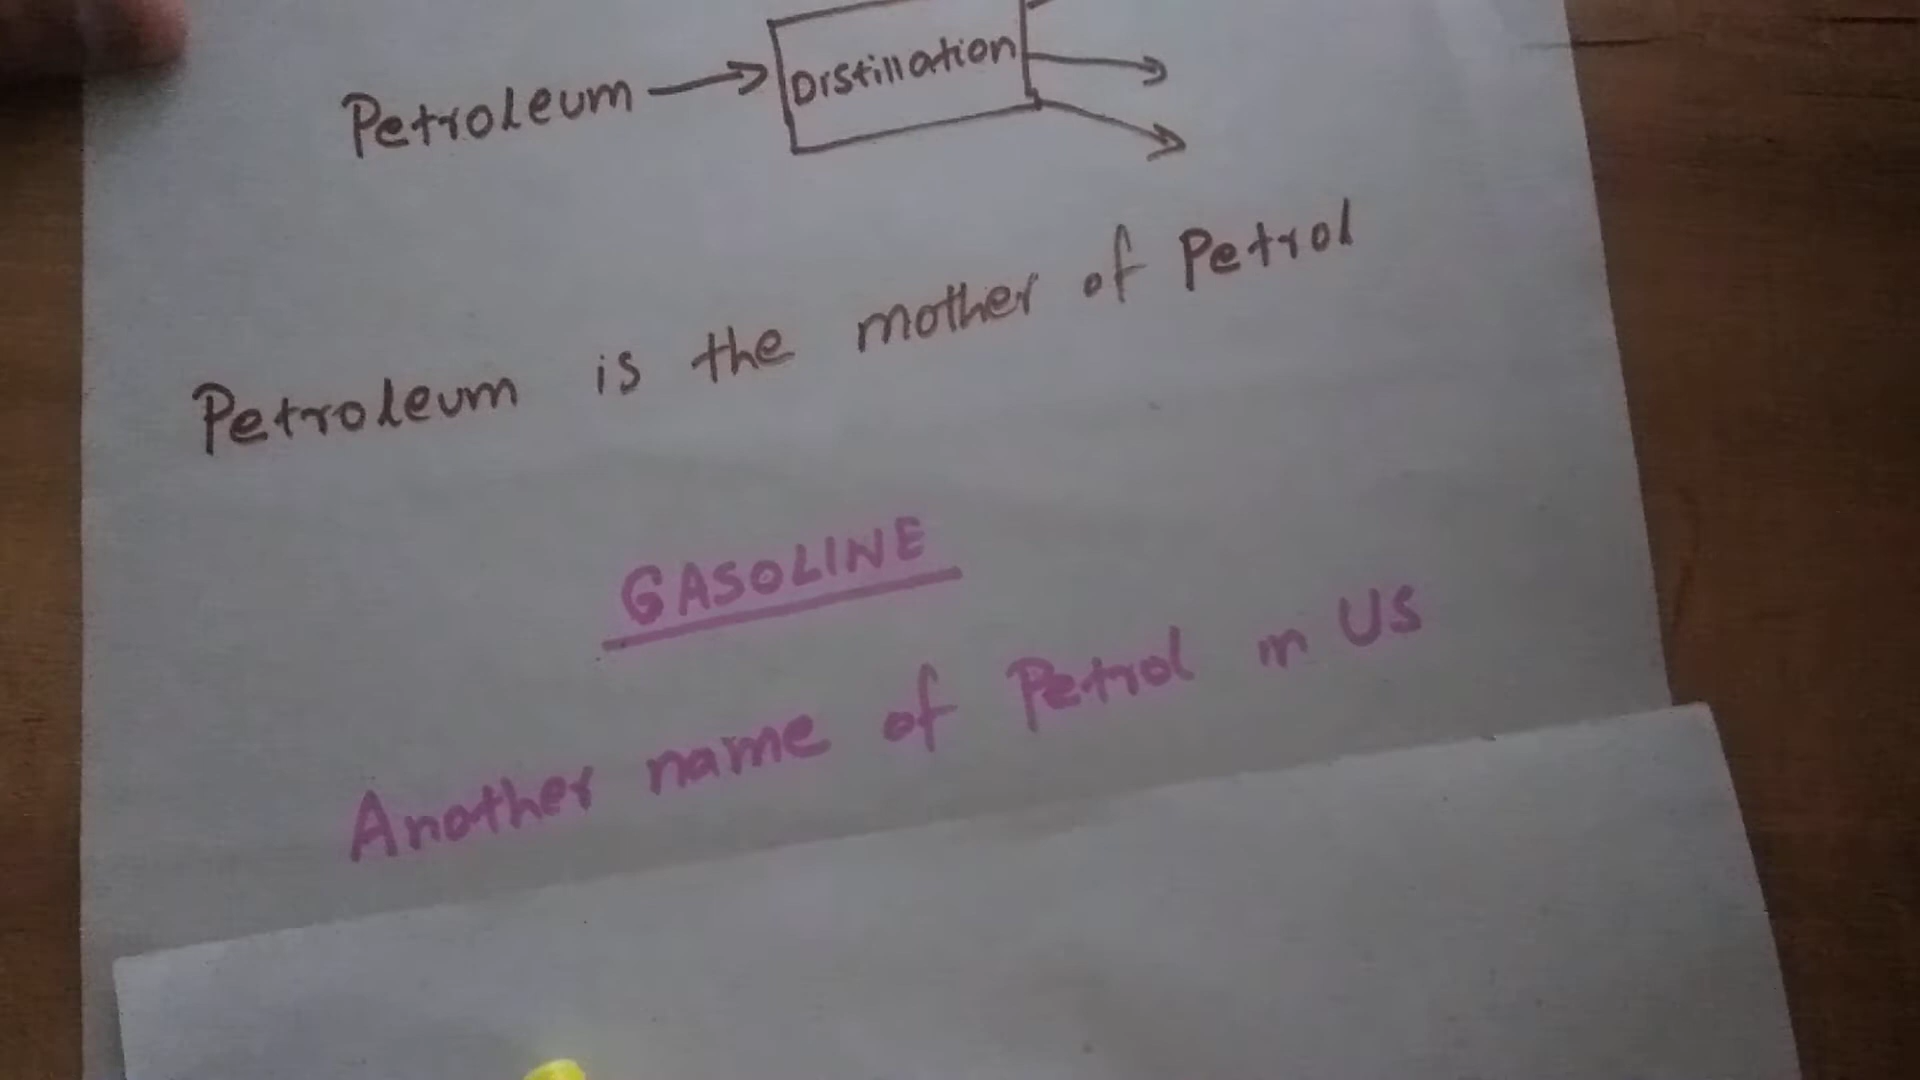 Petroleum → Distillation
Petroleum is the mother of Petrol
GASOLINE
Another name of Petrol in US